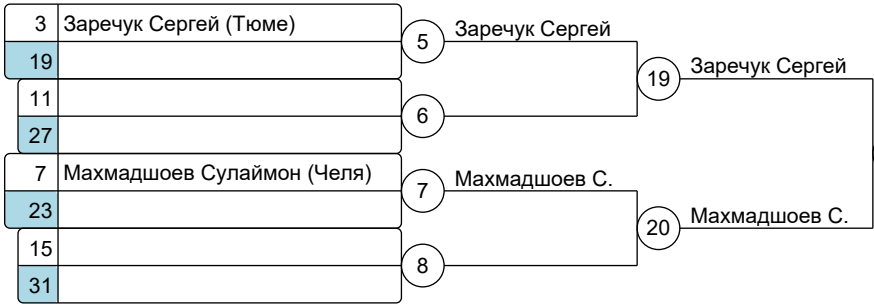 3 Заречук Сергей (Тюме)
19
5 Заречук Сергей
11
27
6
19 Заречук Сергей
7 Махмадшоев Сулаймон (Челя)
23
7 Махмадшоев С.
15
31
8
20 Махмадшоев С.